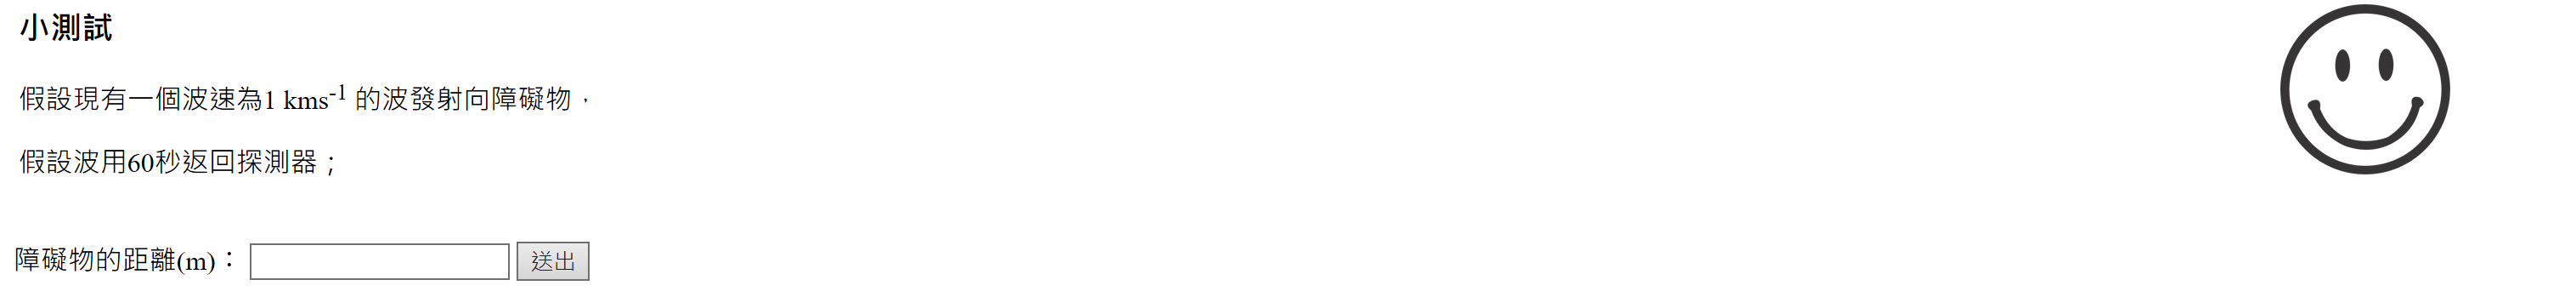 小測試
假設現有一個波速為1 kms⁻¹ 的波發射向障礙物，
假設波用60秒返回探測器；
障礙物的距離(m)： 送出